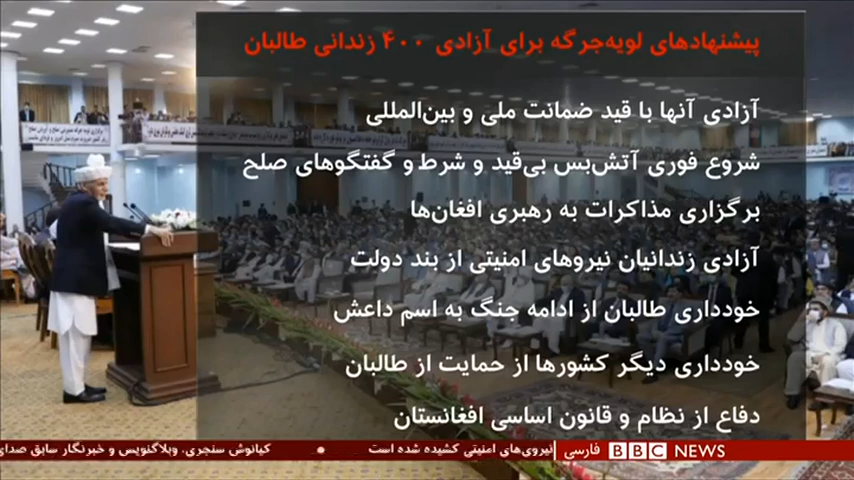 پیشنهادهای لویه‌جرگه برای آزادی ۴۰۰ زندانی طالبان
آزادی آنها با قید ضمانت ملی و بین‌المللی
شروع فوری آتش‌بس بی‌قید و شرط و گفتگوهای صلح
برگزاری مذاکرات به رهبری افغان‌ها
آزادی زندانیان نیروهای امنیتی از بند دولت
خودداری طالبان از ادامه جنگ به اسم داعش
خودداری دیگر کشورها از حمایت از طالبان
دفاع از نظام و قانون اساسی افغانستان
BBC NEWS فارسی
نیروهای امنیتی کشیده شده است • کیانوش سنجری، وبلاگنویس و خبرنگار سابق صدای